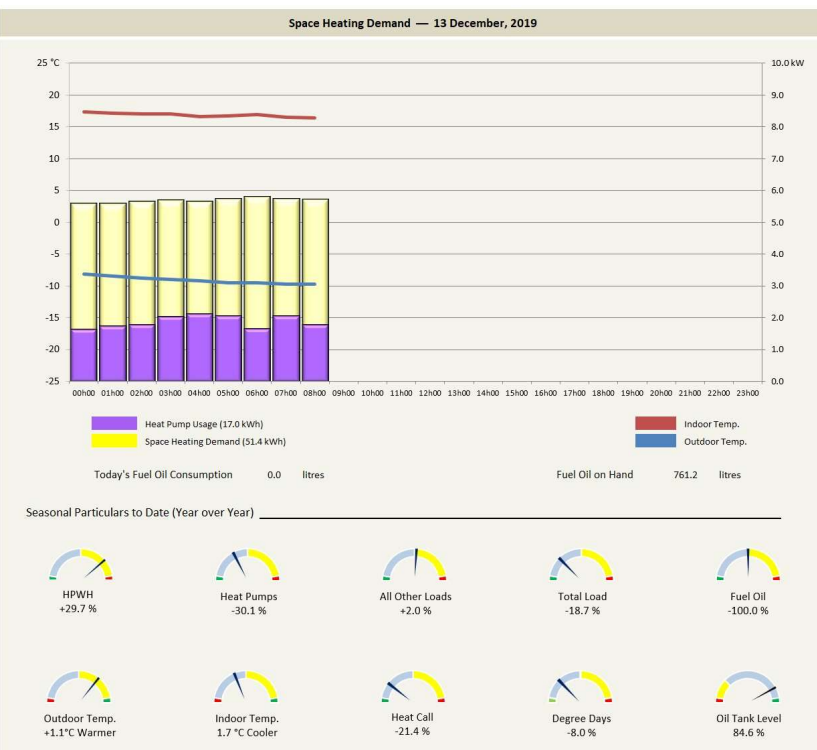 Space Heating Demand — 13 December, 2019
25 °C
10.0 kW
20
9.0
15
8.0
10
7.0
5
6.0
0
5.0
-5
4.0
-10
3.0
-15
2.0
-20
1.0
-25
0.0
00h00 01h00 02h00 03h00 04h00 05h00 06h00 07h00 08h00 09h00 10h00 11h00 12h00 13h00 14h00 15h00 16h00 17h00 18h00 19h00 20h00 21h00 22h00 23h00
Heat Pump Usage (17.0 kWh)
Indoor Temp.
Space Heating Demand (51.4 kWh)
Outdoor Temp.
Today's Fuel Oil Consumption 0.0 litres
Fuel Oil on Hand 761.2 litres
Seasonal Particulars to Date (Year over Year)
HPWH
+29.7 %
Heat Pumps
-30.1 %
All Other Loads
+2.0 %
Total Load
-18.7 %
Fuel Oil
-100.0 %
Outdoor Temp.
+1.1°C Warmer
Indoor Temp.
1.7 °C Cooler
Heat Call
-21.4 %
Degree Days
-8.0 %
Oil Tank Level
84.6 %